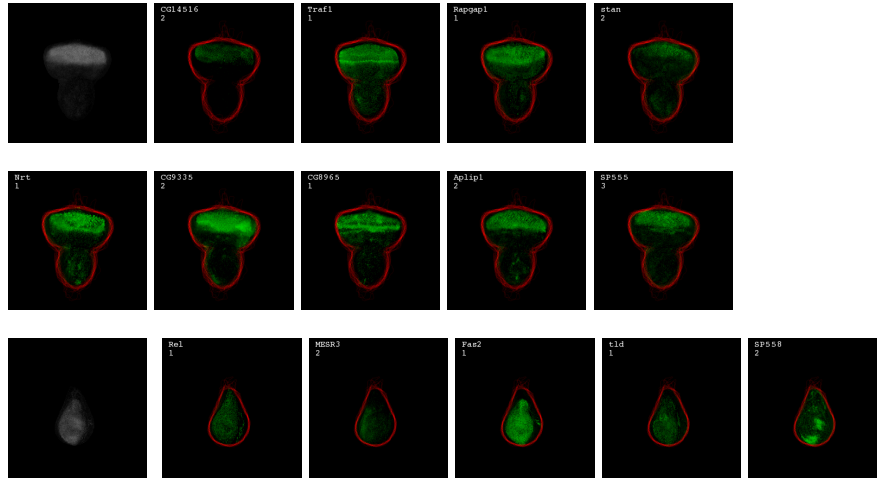 CG14516
2
Traf1
1
Rapgap1
1
stan
2
Nrt
1
CG9335
2
CG8965
1
Aplip1
2
SP555
3
Rel
1
MESR3
2
Fas2
1
tld
1
SP558
2